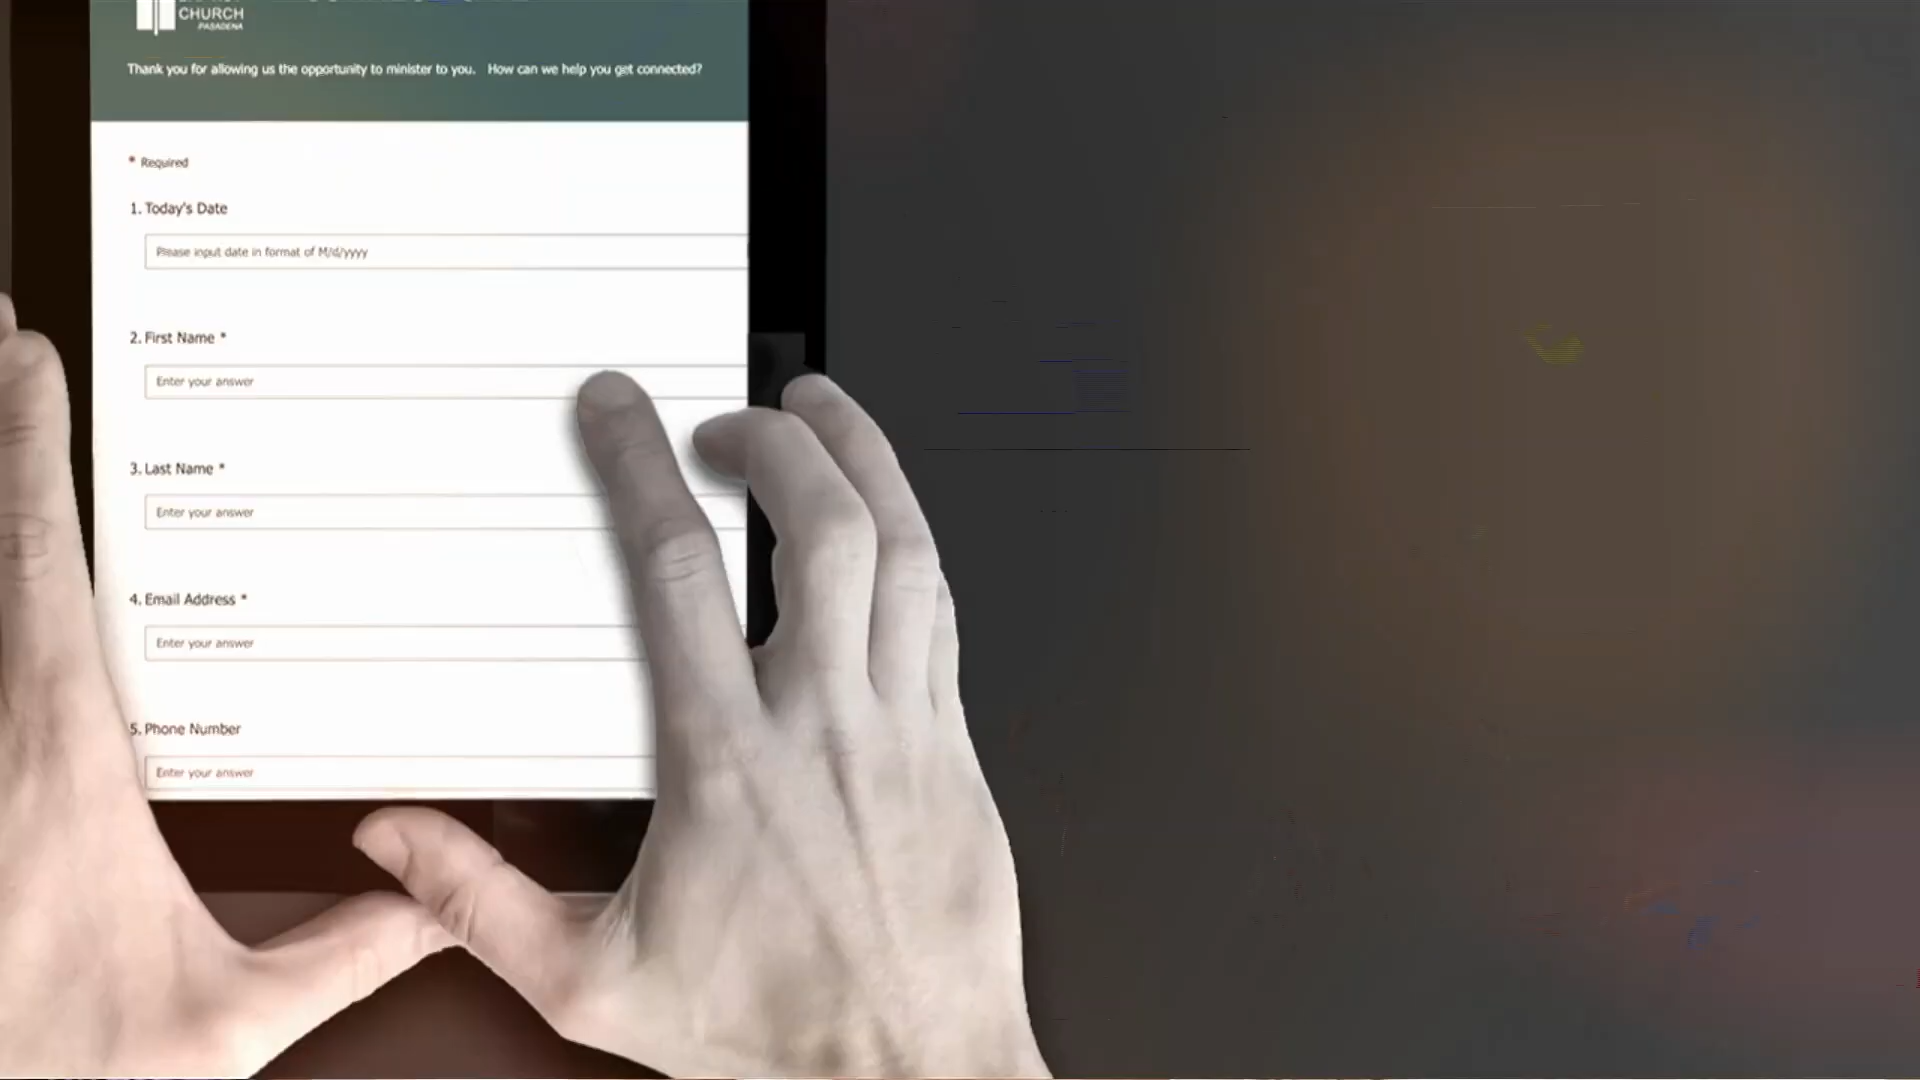 CHURCH
PASADENA
Thank you for allowing us the opportunity to minister to you. How can we help you get connected?
* Required
1. Today's Date
Please input date in format of M/d/yyyy
2. First Name *
Enter your answer
3. Last Name *
Enter your answer
4. Email Address *
Enter your answer
5. Phone Number
Enter your answer